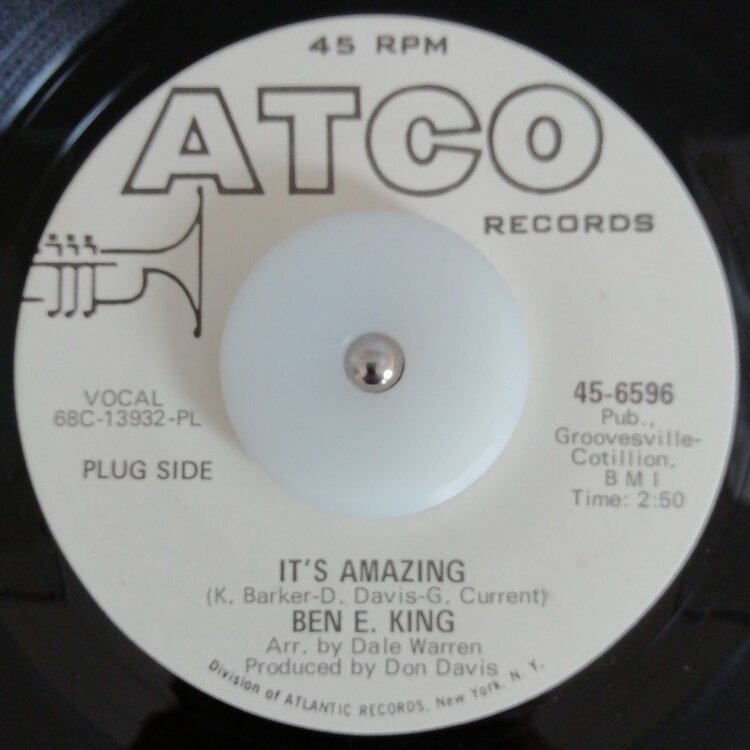 45 RPM
ATCO
RECORDS
VOCAL
68C-13932-PL
PLUG SIDE
45-6596
Pub.,
Groovesville-
Cotillion,
B M I
Time: 2:50
IT'S AMAZING
(K. Barker-D. Davis-G. Current)
BEN E. KING
Arr. by Dale Warren
Produced by Don Davis
Division of ATLANTIC RECORDS, New York, N. Y.